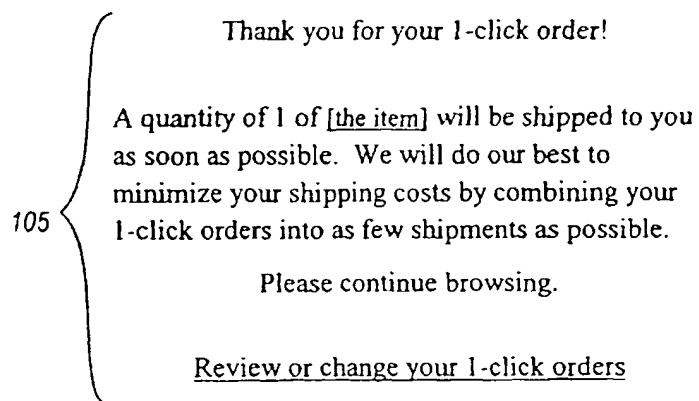 Thank you for your 1-click order!
A quantity of 1 of [the item] will be shipped to you
as soon as possible. We will do our best to
minimize your shipping costs by combining your
105
1-click orders into as few shipments as possible.
Please continue browsing.
Review or change your 1-click orders